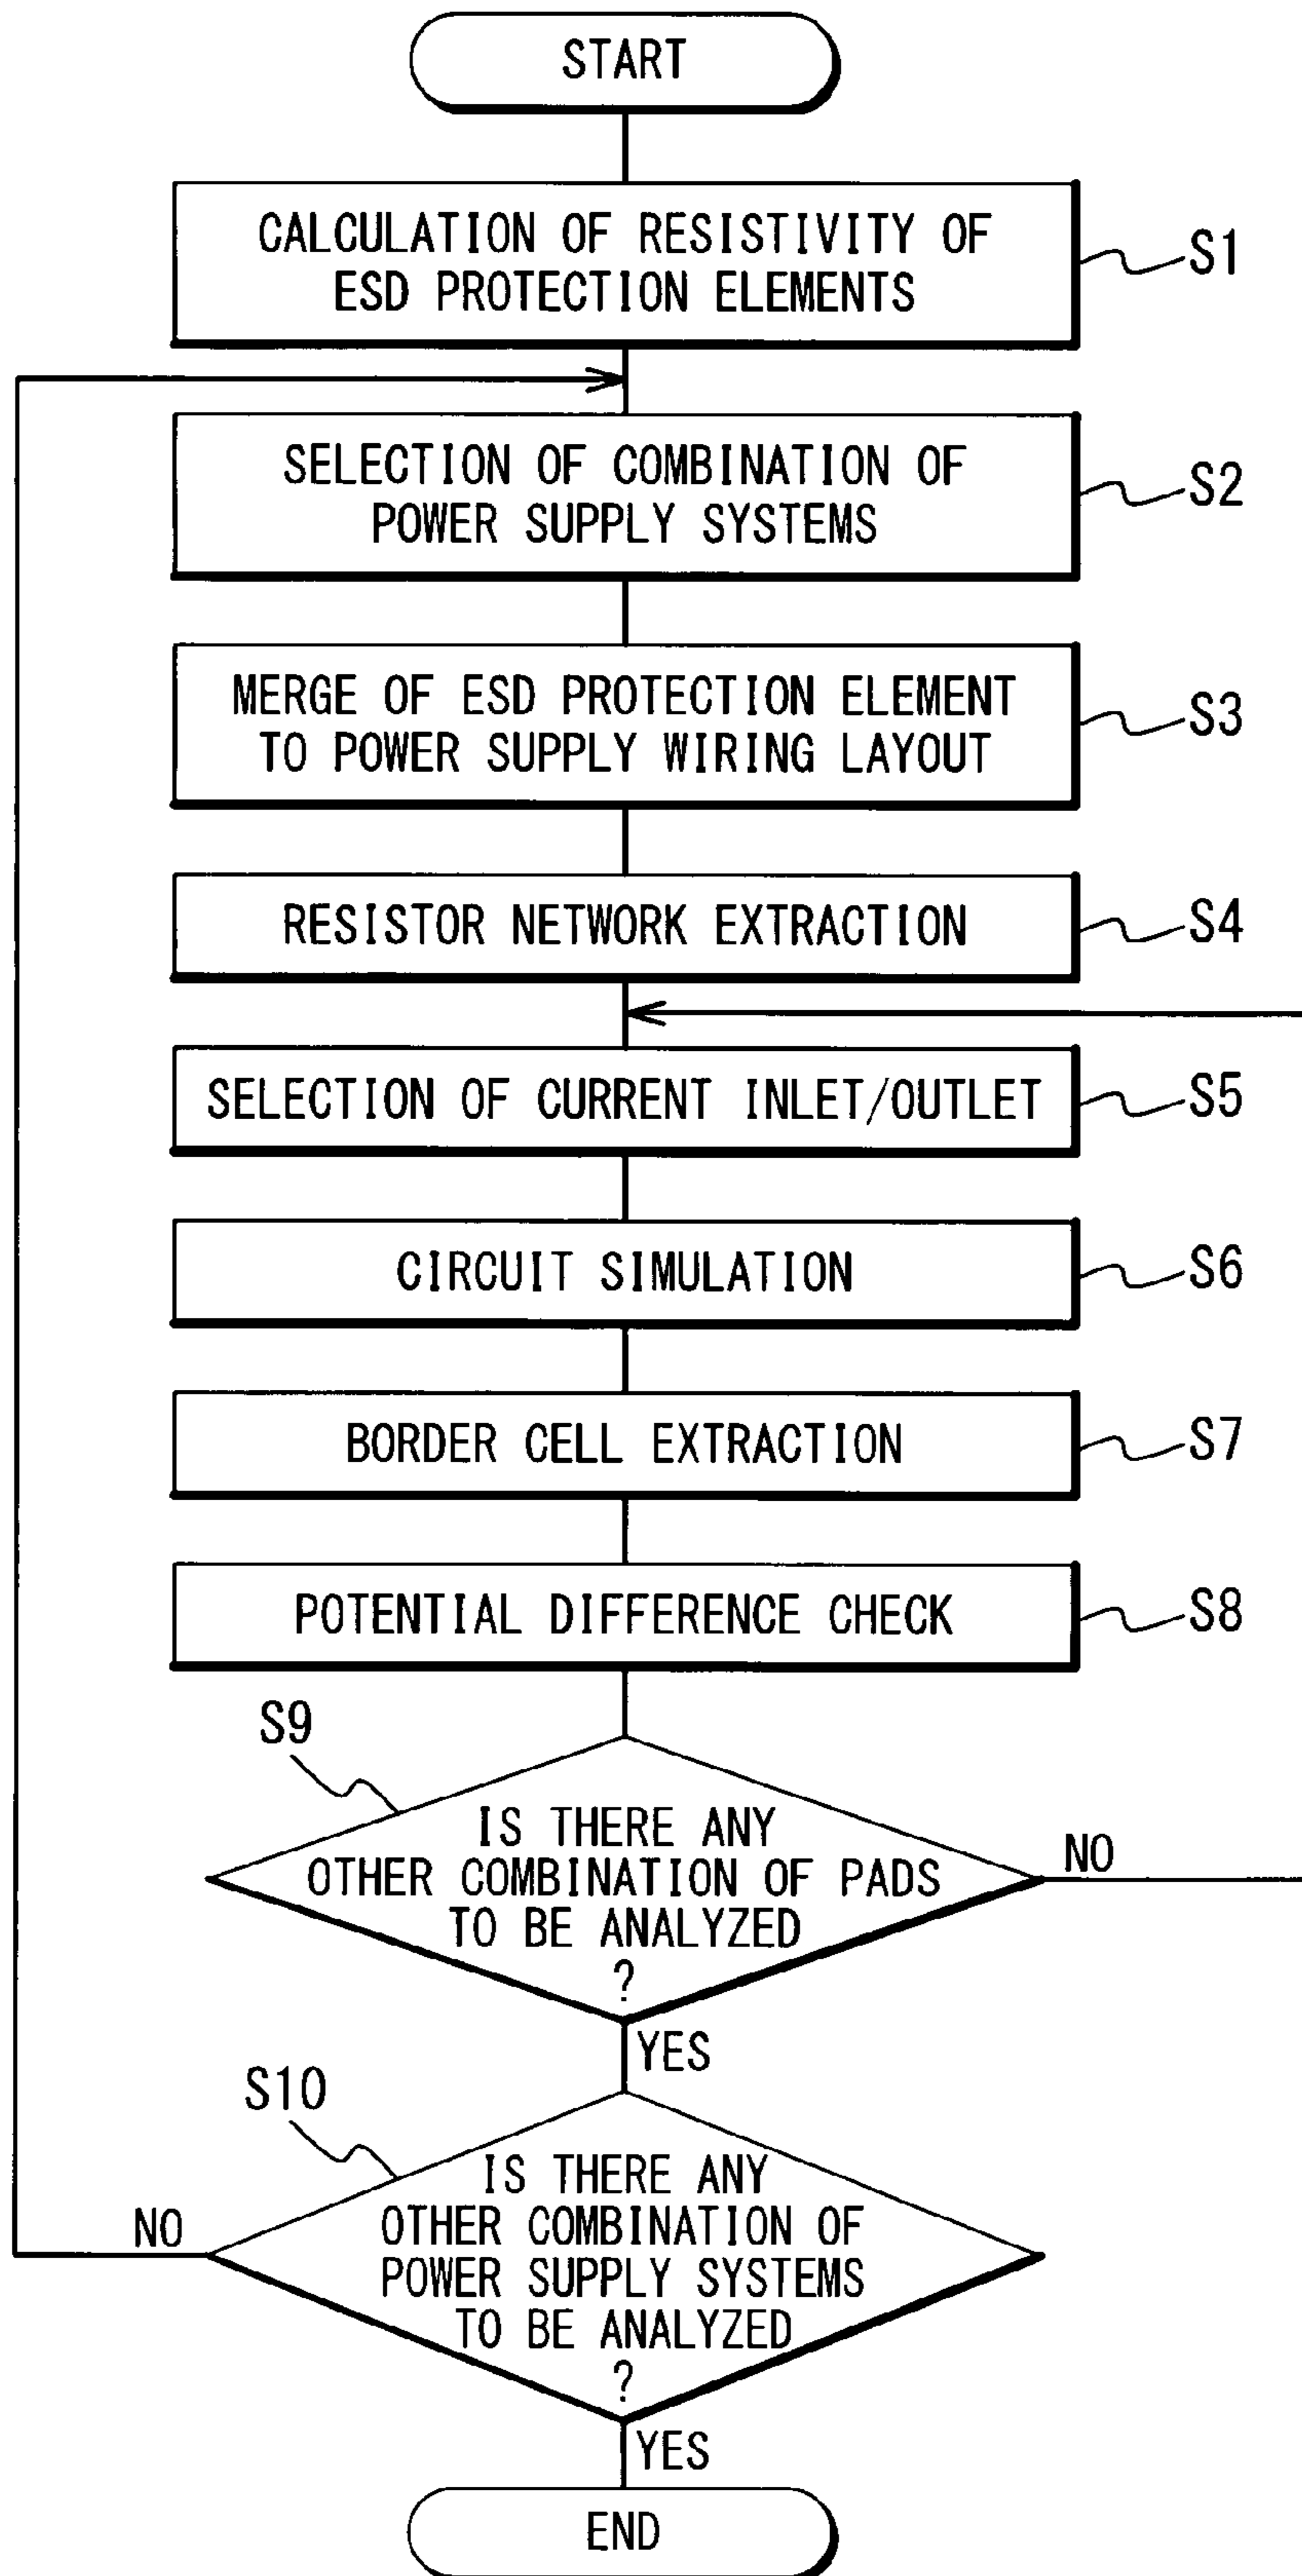 START
CALCULATION OF RESISTIVITY OF
ESD PROTECTION ELEMENTS
S1
SELECTION OF COMBINATION OF
POWER SUPPLY SYSTEMS
S2
MERGE OF ESD PROTECTION ELEMENT
TO POWER SUPPLY WIRING LAYOUT
S3
RESISTOR NETWORK EXTRACTION
S4
SELECTION OF CURRENT INLET/OUTLET
S5
CIRCUIT SIMULATION
S6
BORDER CELL EXTRACTION
S7
POTENTIAL DIFFERENCE CHECK
S8
S9
IS THERE ANY
OTHER COMBINATION OF PADS
TO BE ANALYZED
?
NO
YES
S10
IS THERE ANY
OTHER COMBINATION OF
POWER SUPPLY SYSTEMS
TO BE ANALYZED
?
NO
YES
END